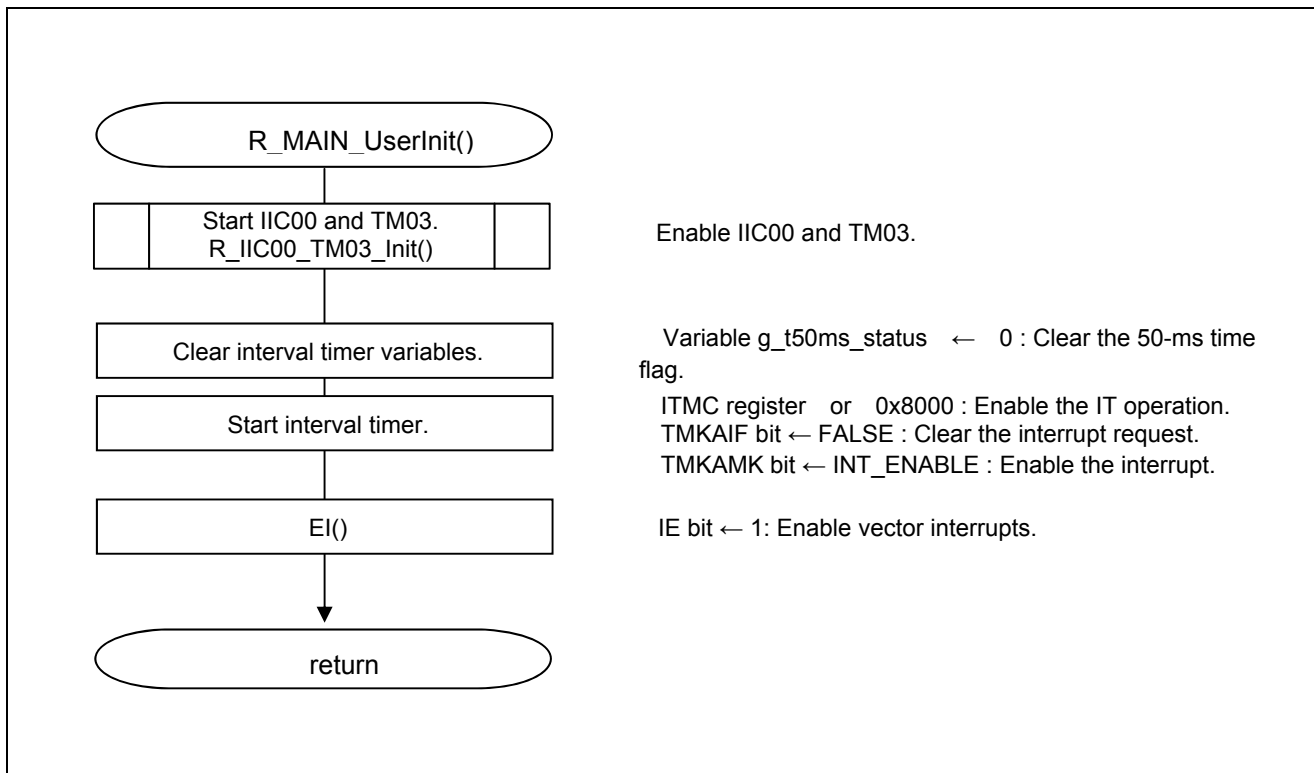 R_MAIN_UserInit()
Start IIC00 and TM03.
R_IIC00_TM03_Init()
Enable IIC00 and TM03.
Clear interval timer variables.
Variable g_t50ms_status ← 0 : Clear the 50-ms time
flag.
Start interval timer.
ITMC register or 0x8000 : Enable the IT operation.
TMKAIF bit ← FALSE : Clear the interrupt request.
TMKAMK bit ← INT_ENABLE : Enable the interrupt.
EI()
IE bit ← 1: Enable vector interrupts.
return